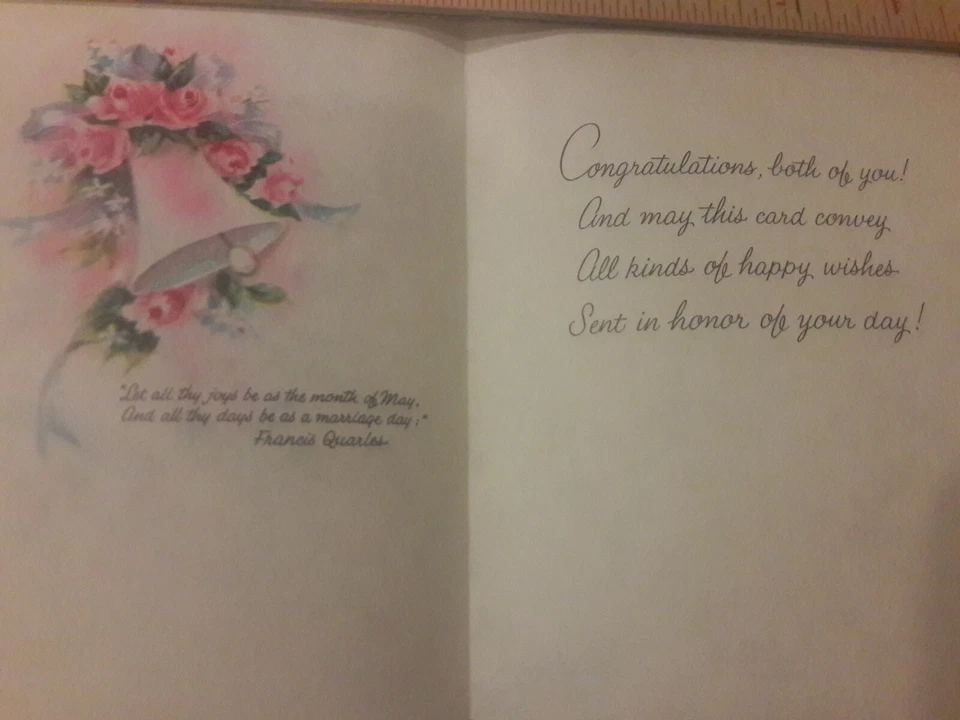 "Let all thy joys be as the month of May,
And all thy days be as a marriage day:"
Francis Quarles
Congratulations, both of you!
And may this card convey
All kinds of happy wishes
Sent in honor of your day!